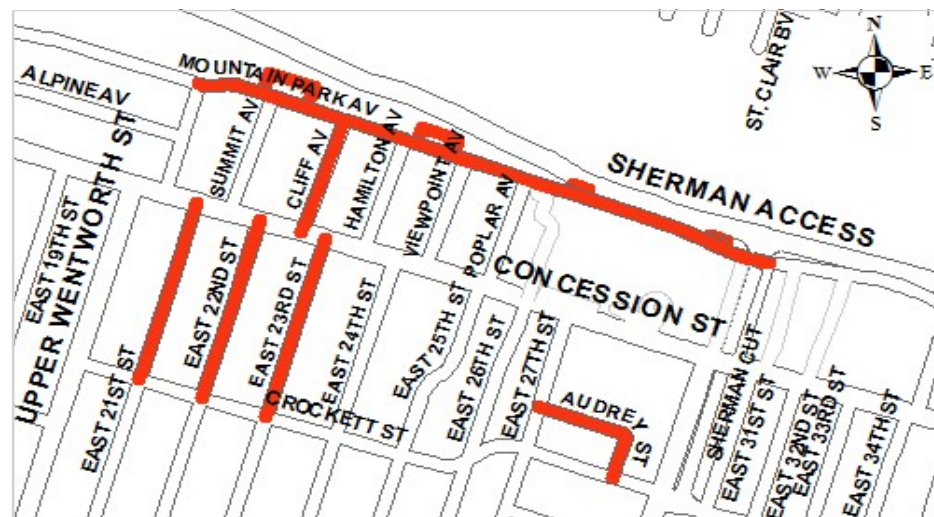 N
W
E
S
ST. CLAIR BV
MOUNTAIN PARK AV
ALPINE AV
SUMMIT AV
CLIFF AV
HAMILTON AV
VIEWPOINT AV
POPLAR AV
SHERMAN ACCESS
UPPER WENTWORTH ST
EAST 19TH ST
CONCESSION ST
EAST 21ST ST
EAST 22ND ST
EAST 23RD ST
EAST 24TH ST
EAST 25TH ST
EAST 26TH ST
EAST 27TH ST
CROCKETT ST
AUDREY ST
SHERMAN CUT
EAST 31ST ST
EAST 32ND ST
EAST 33RD ST
EAST 34TH ST